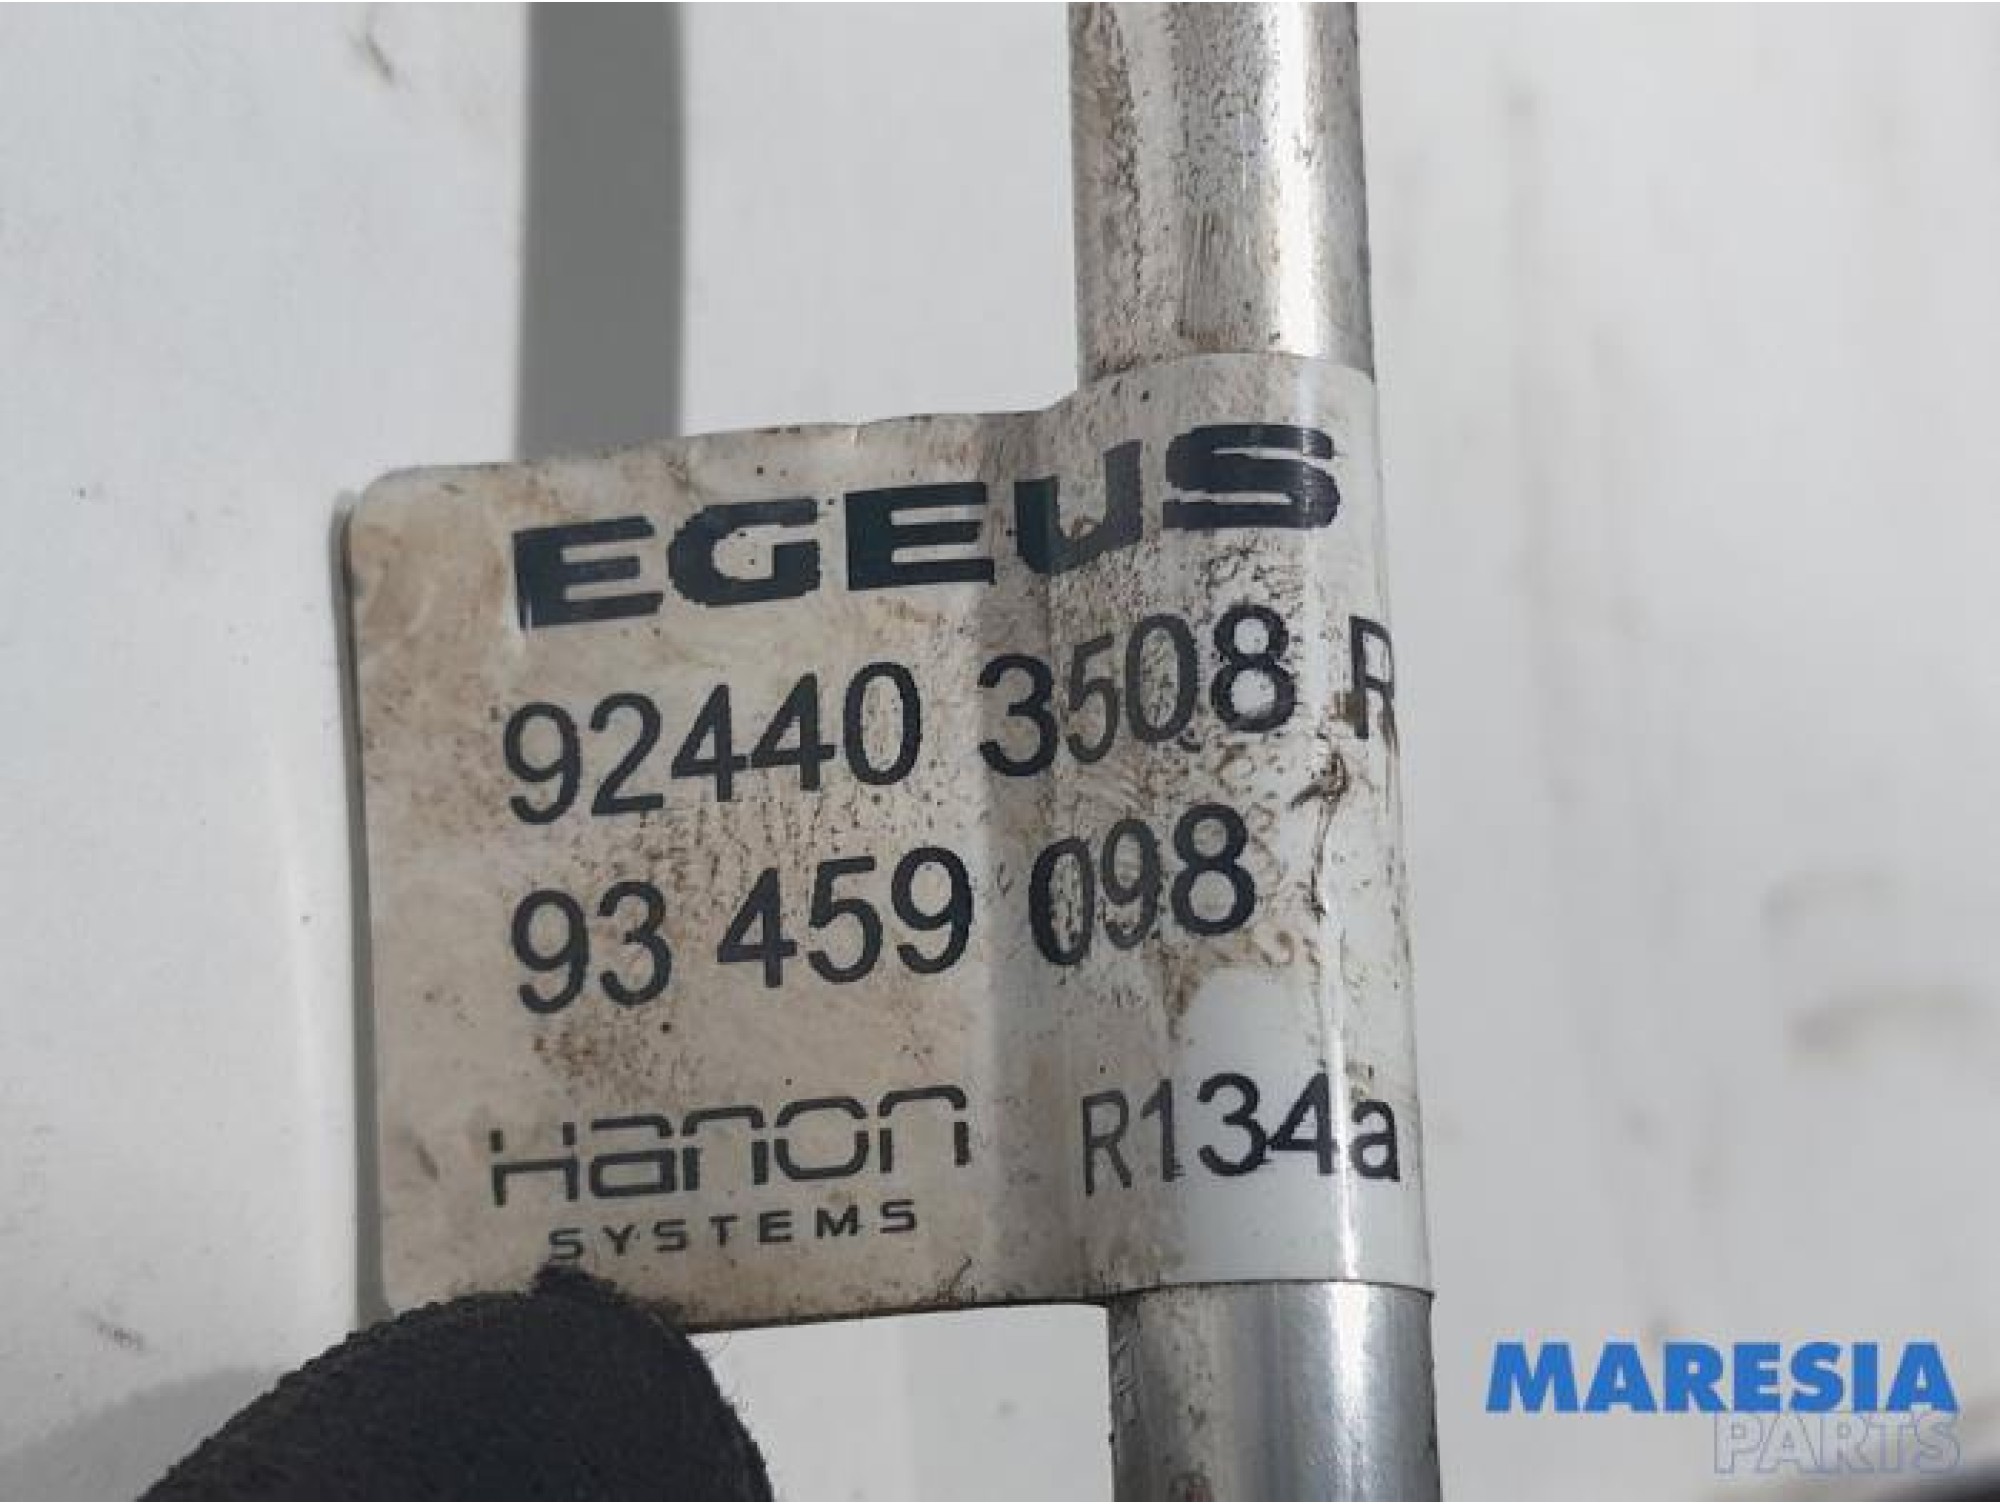 EGEUS
92440 3508 R
93 459 098
Hanon R134a
SYSTEMS
MARESIA
PARTS